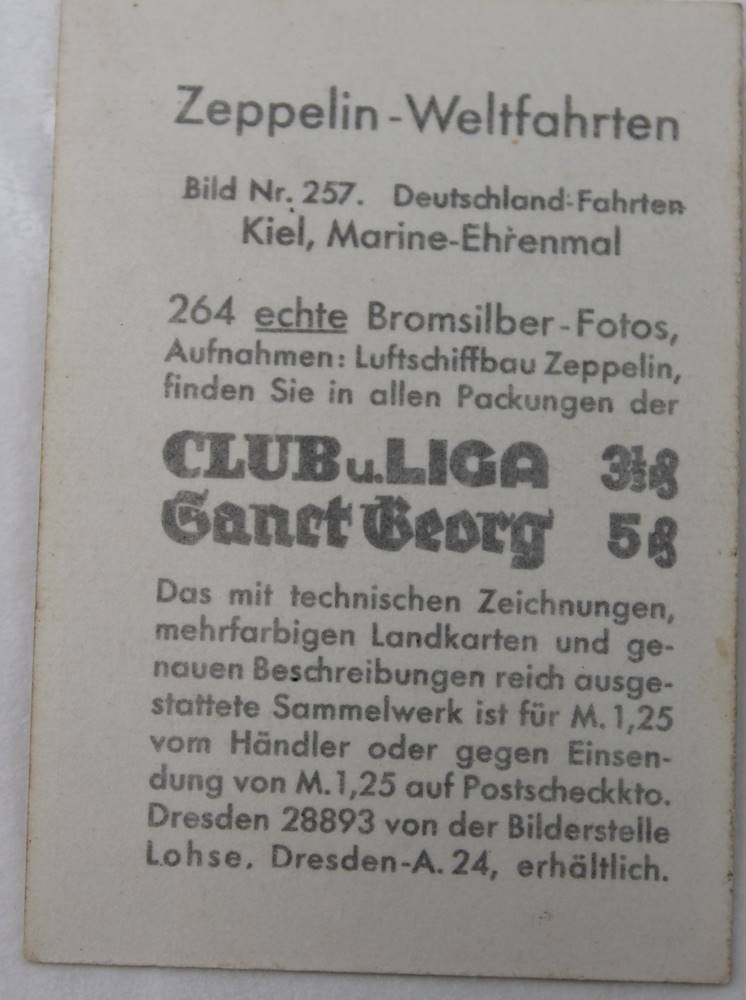 Zeppelin-Weltfahrten
Bild Nr. 257. Deutschland-Fahrten
Kiel, Marine-Ehrenmal
264 echte Bromsilber-Fotos,
Aufnahmen: Luftschiffbau Zeppelin,
finden Sie in allen Packungen der
CLUB u. LIGA 3⅓ ₰
Sanct Georg 5 ₰
Das mit technischen Zeichnungen,
mehrfarbigen Landkarten und ge-
nauen Beschreibungen reich ausge-
stattete Sammelwerk ist für M. 1,25
vom Händler oder gegen Einsen-
dung von M. 1,25 auf Postscheckkto.
Dresden 28893 von der Bilderstelle
Lohse, Dresden-A. 24, erhältlich.